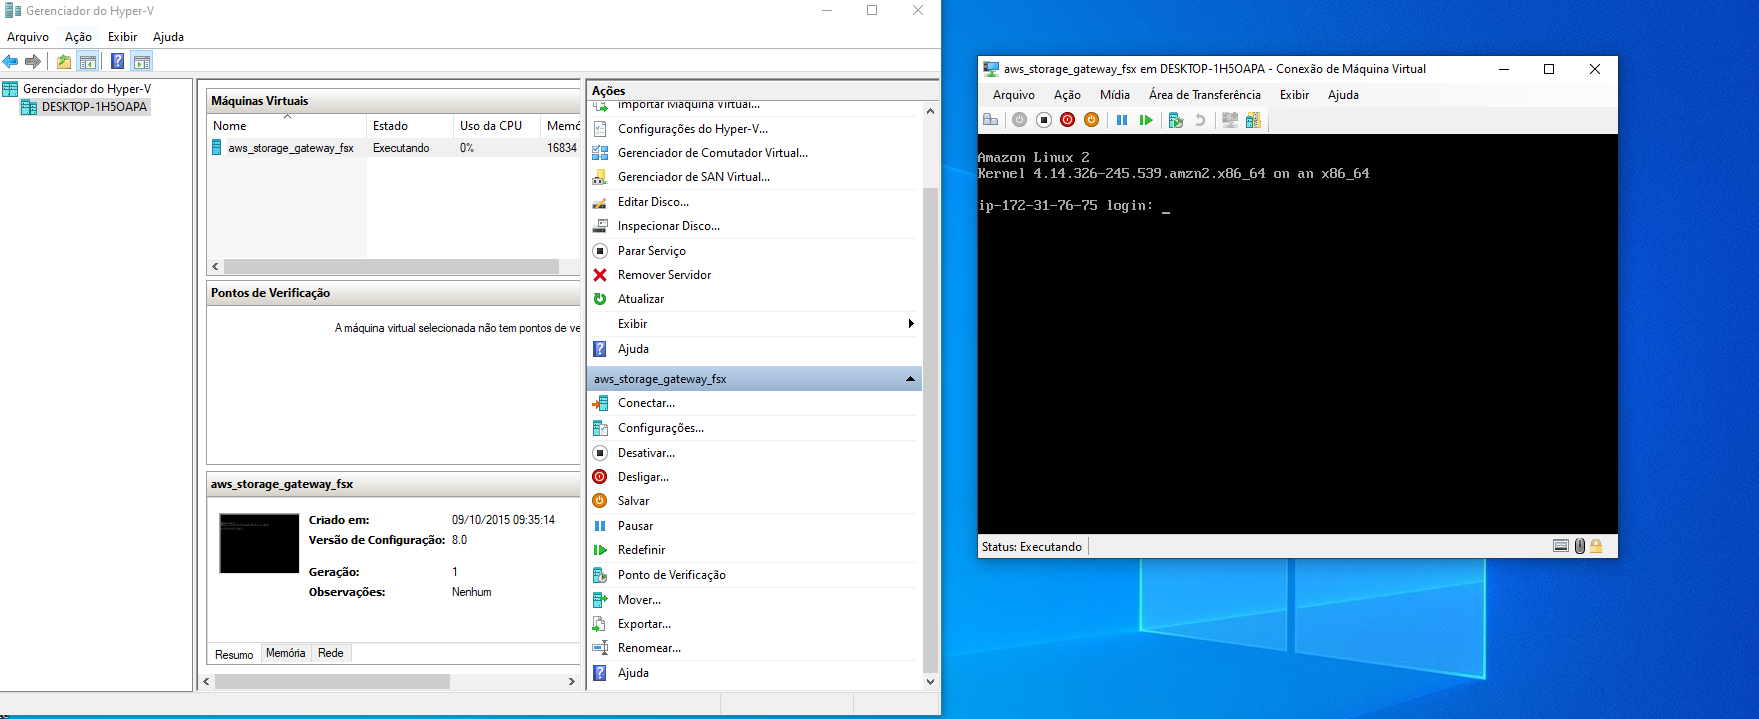 Gerenciador do Hyper-V
Arquivo Ação Exibir Ajuda
Gerenciador do Hyper-V
DESKTOP-1H5OAPA
Máquinas Virtuais
Nome Estado Uso da CPU Memó
aws_storage_gateway_fsx Executando 0% 16834
Pontos de Verificação
A máquina virtual selecionada não tem pontos de ve
aws_storage_gateway_fsx
Criado em: 09/10/2015 09:35:14
Versão de Configuração: 8.0
Geração: 1
Observações: Nenhum
Resumo Memória Rede
Ações
Importar Máquina Virtual...
Configurações do Hyper-V...
Gerenciador de Comutador Virtual...
Gerenciador de SAN Virtual...
Editar Disco...
Inspecionar Disco...
Parar Serviço
Remover Servidor
Atualizar
Exibir
Ajuda
aws_storage_gateway_fsx
Conectar...
Configurações...
Desativar...
Desligar...
Salvar
Pausar
Redefinir
Ponto de Verificação
Mover...
Exportar...
Renomear...
Ajuda
aws_storage_gateway_fsx em DESKTOP-1H5OAPA - Conexão de Máquina Virtual
Arquivo Ação Mídia Área de Transferência Exibir Ajuda
Amazon Linux 2
Kernel 4.14.326-245.539.amzn2.x86_64 on an x86_64
ip-172-31-76-75 login: _
Status: Executando